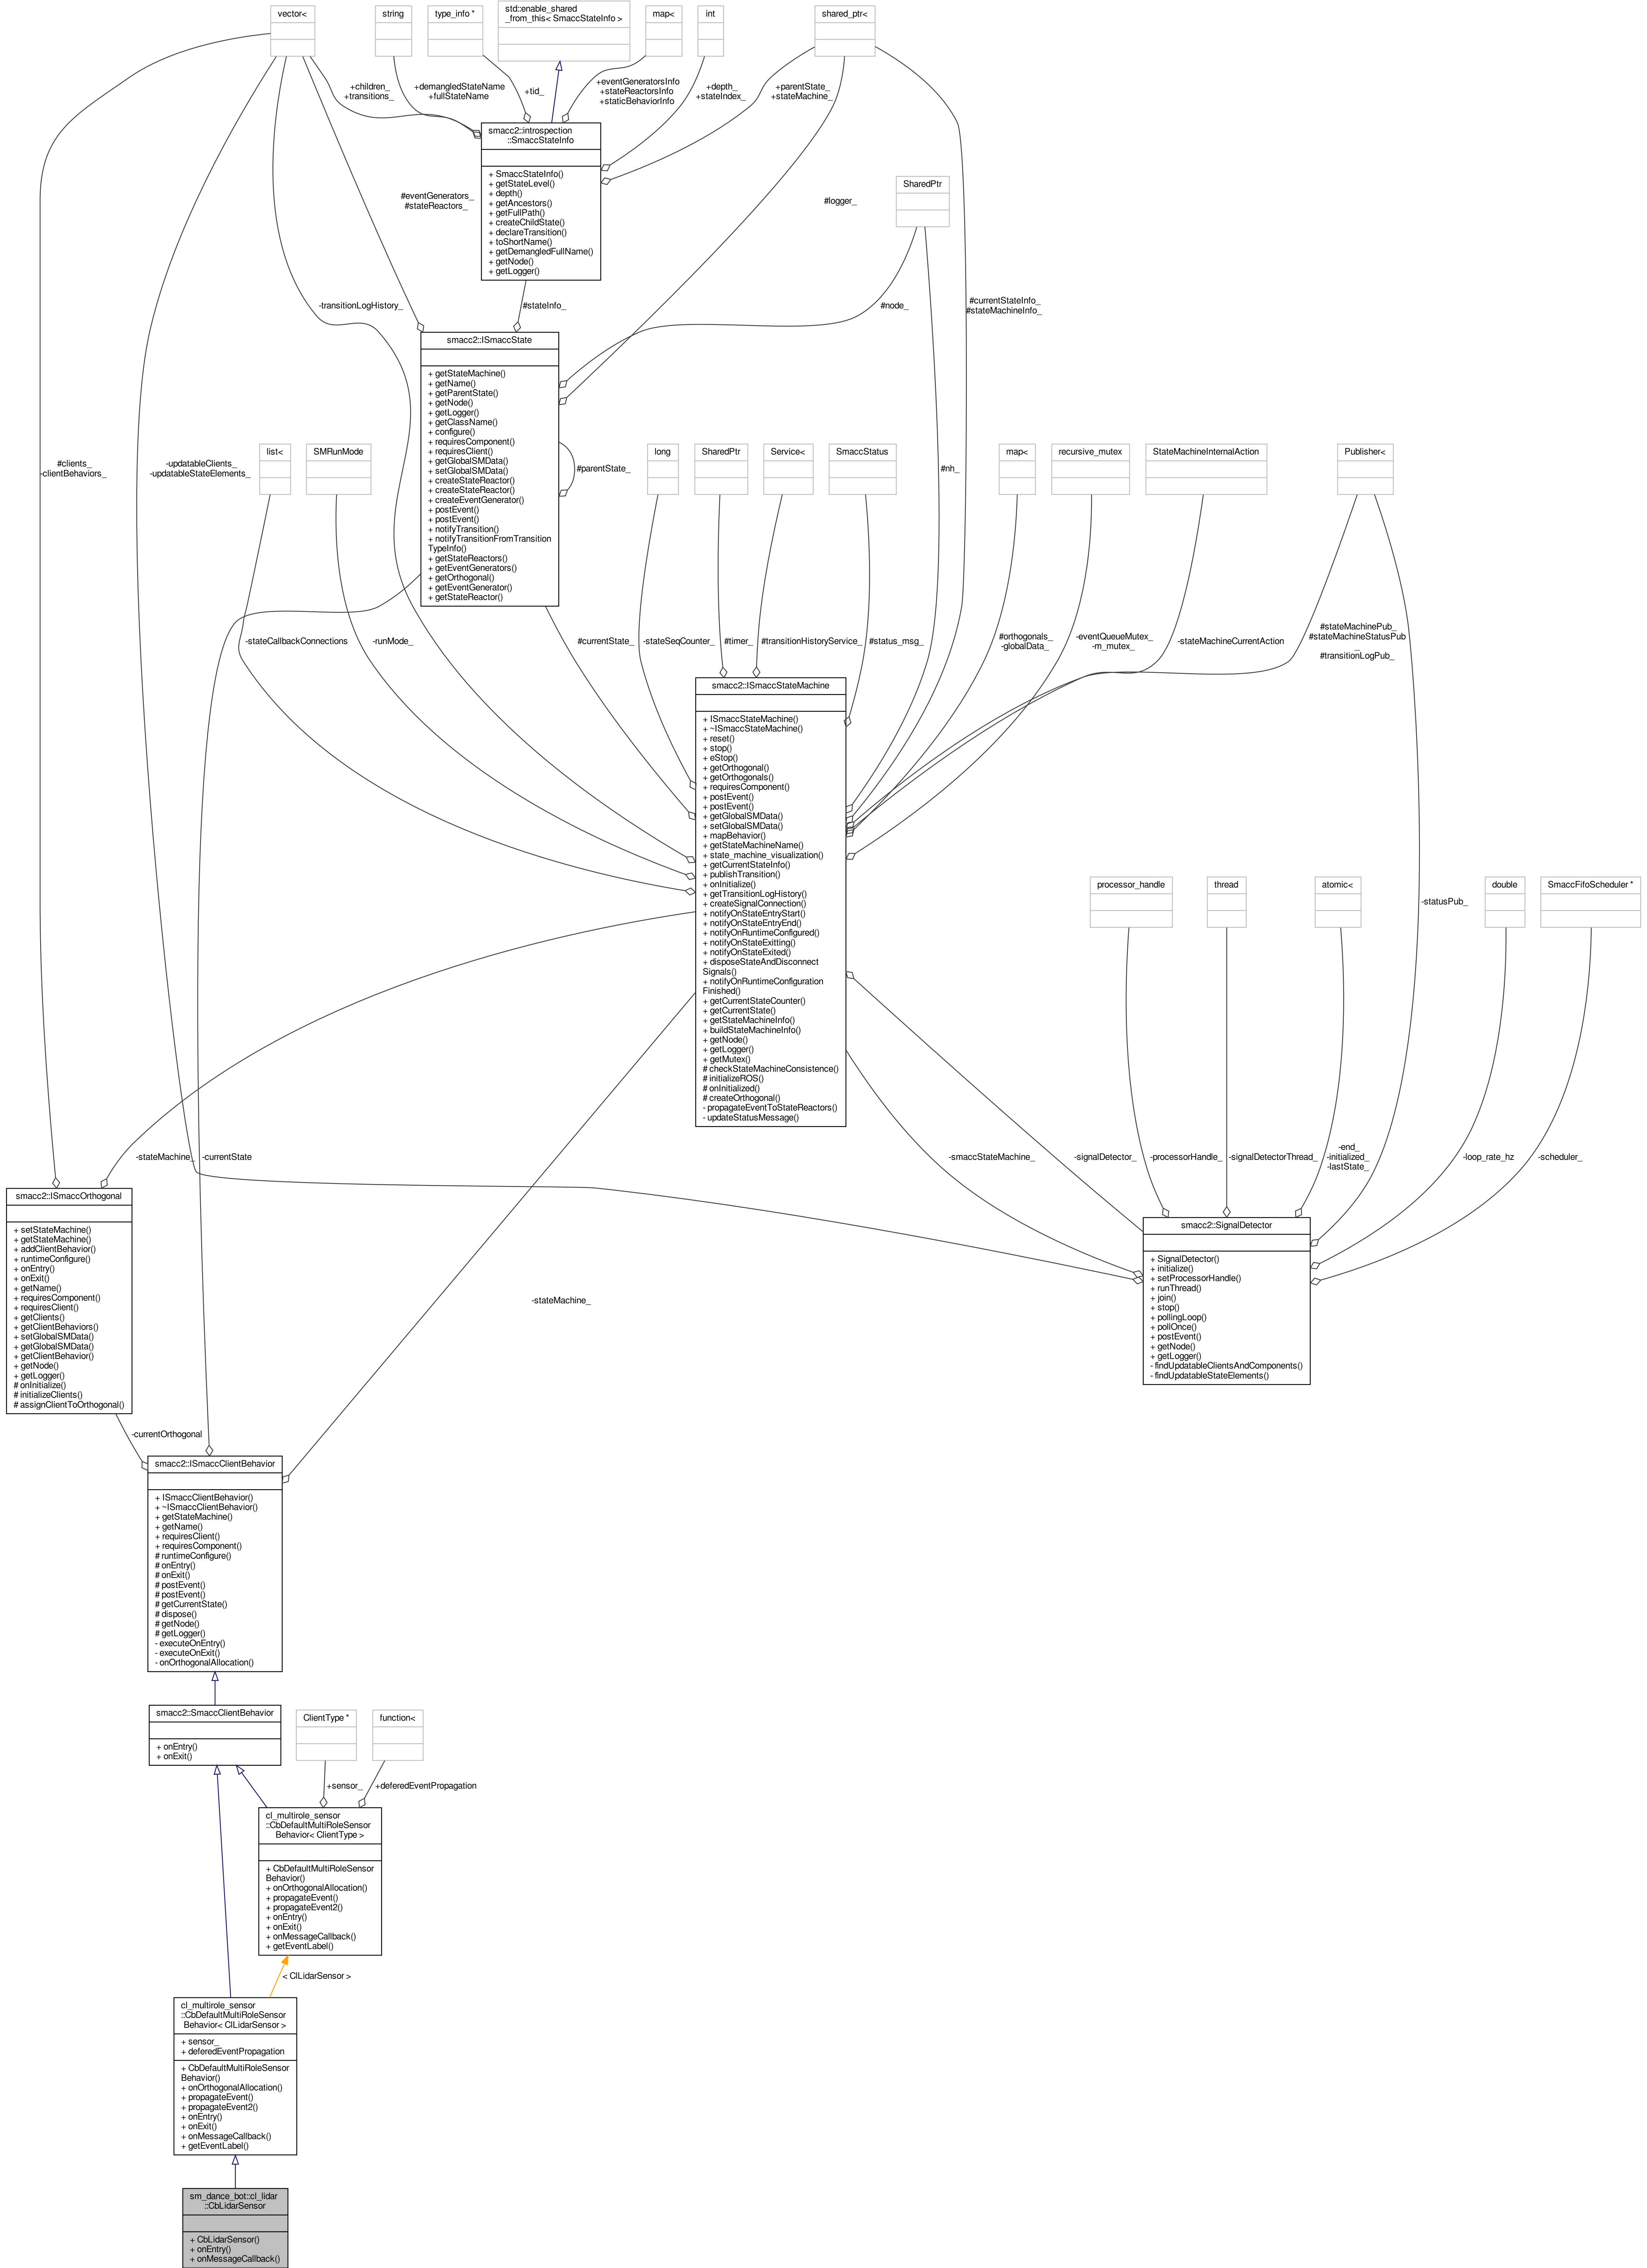 vector<
string
type_info *
std::enable_shared
_from_this< SmaccStateInfo >
map<
int
shared_ptr<
+children_
+transitions_
+demangledStateName
+fullStateName
+tid_
+eventGeneratorsInfo
+stateReactorsInfo
+staticBehaviorInfo
+depth_
+stateIndex_
+parentState_
+stateMachine_
smacc2::introspection
::SmaccStateInfo
+ SmaccStateInfo()
+ getStateLevel()
+ depth()
+ getAncestors()
+ getFullPath()
+ createChildState()
+ declareTransition()
+ toShortName()
+ getDemangledFullName()
+ getNode()
+ getLogger()
SharedPtr
#eventGenerators_
#stateReactors_
#logger_
-transitionLogHistory_
#stateInfo_
#node_
#currentStateInfo_
#stateMachineInfo_
smacc2::ISmaccState
+ getStateMachine()
+ getName()
+ getParentState()
+ getNode()
+ getLogger()
+ getClassName()
+ configure()
+ requiresComponent()
+ requiresClient()
+ getGlobalSMData()
+ setGlobalSMData()
+ createStateReactor()
+ createStateReactor()
+ createEventGenerator()
+ postEvent()
+ postEvent()
+ notifyTransition()
+ notifyTransitionFromTransition
TypeInfo()
+ getStateReactors()
+ getEventGenerators()
+ getOrthogonal()
+ getEventGenerator()
+ getStateReactor()
#clients_
-clientBehaviors_
-updatableClients_
-updatableStateElements_
list<
SMRunMode
#parentState_
long
SharedPtr
Service<
SmaccStatus
#nh_
map<
recursive_mutex
StateMachineInternalAction
Publisher<
-stateCallbackConnections
-runMode_
#currentState_
-stateSeqCounter_
#timer_
#transitionHistoryService_
#status_msg_
#orthogonals_
-globalData_
-eventQueueMutex_
-m_mutex_
-stateMachineCurrentAction
#stateMachinePub_
#stateMachineStatusPub
_
#transitionLogPub_
smacc2::ISmaccStateMachine
+ ISmaccStateMachine()
+ ~ISmaccStateMachine()
+ reset()
+ stop()
+ eStop()
+ getOrthogonal()
+ getOrthogonals()
+ requiresComponent()
+ postEvent()
+ postEvent()
+ getGlobalSMData()
+ setGlobalSMData()
+ mapBehavior()
+ getStateMachineName()
+ state_machine_visualization()
+ getCurrentStateInfo()
+ publishTransition()
+ onInitialize()
+ getTransitionLogHistory()
+ createSignalConnection()
+ notifyOnStateEntryStart()
+ notifyOnStateEntryEnd()
+ notifyOnRuntimeConfigured()
+ notifyOnStateExitting()
+ notifyOnStateExited()
+ disposeStateAndDisconnect
Signals()
+ notifyOnRuntimeConfiguration
Finished()
+ getCurrentStateCounter()
+ getCurrentState()
+ getStateMachineInfo()
+ buildStateMachineInfo()
+ getNode()
+ getLogger()
+ getMutex()
# checkStateMachineConsistence()
# initializeROS()
# onInitialized()
# createOrthogonal()
- propagateEventToStateReactors()
- updateStatusMessage()
processor_handle
thread
atomic<
-statusPub_
double
SmaccFifoScheduler *
-stateMachine_
-currentState
-smaccStateMachine_
-signalDetector_
-processorHandle_
-signalDetectorThread_
-end_
-initialized_
-lastState_
-loop_rate_hz
-scheduler_
smacc2::ISmaccOrthogonal
+ setStateMachine()
+ getStateMachine()
+ addClientBehavior()
+ runtimeConfigure()
+ onEntry()
+ onExit()
+ getName()
+ requiresComponent()
+ requiresClient()
+ getClients()
+ getClientBehaviors()
+ setGlobalSMData()
+ getGlobalSMData()
+ getClientBehavior()
+ getNode()
+ getLogger()
# onInitialize()
# initializeClients()
# assignClientToOrthogonal()
-stateMachine_
smacc2::SignalDetector
+ SignalDetector()
+ initialize()
+ setProcessorHandle()
+ runThread()
+ join()
+ stop()
+ pollingLoop()
+ pollOnce()
+ postEvent()
+ getNode()
+ getLogger()
- findUpdatableClientsAndComponents()
- findUpdatableStateElements()
-currentOrthogonal
smacc2::ISmaccClientBehavior
+ ISmaccClientBehavior()
+ ~ISmaccClientBehavior()
+ getStateMachine()
+ getName()
+ requiresClient()
+ requiresComponent()
# runtimeConfigure()
# onEntry()
# onExit()
# postEvent()
# postEvent()
# getCurrentState()
# dispose()
# getNode()
# getLogger()
- executeOnEntry()
- executeOnExit()
- onOrthogonalAllocation()
smacc2::SmaccClientBehavior
+ onEntry()
+ onExit()
ClientType *
function<
+sensor_
+deferedEventPropagation
cl_multirole_sensor
::CbDefaultMultiRoleSensor
Behavior< ClientType >
+ CbDefaultMultiRoleSensor
Behavior()
+ onOrthogonalAllocation()
+ propagateEvent()
+ propagateEvent2()
+ onEntry()
+ onExit()
+ onMessageCallback()
+ getEventLabel()
< ClLidarSensor >
cl_multirole_sensor
::CbDefaultMultiRoleSensor
Behavior< ClLidarSensor >
+ sensor_
+ deferedEventPropagation
+ CbDefaultMultiRoleSensor
Behavior()
+ onOrthogonalAllocation()
+ propagateEvent()
+ propagateEvent2()
+ onEntry()
+ onExit()
+ onMessageCallback()
+ getEventLabel()
sm_dance_bot::cl_lidar
::CbLidarSensor
+ CbLidarSensor()
+ onEntry()
+ onMessageCallback()